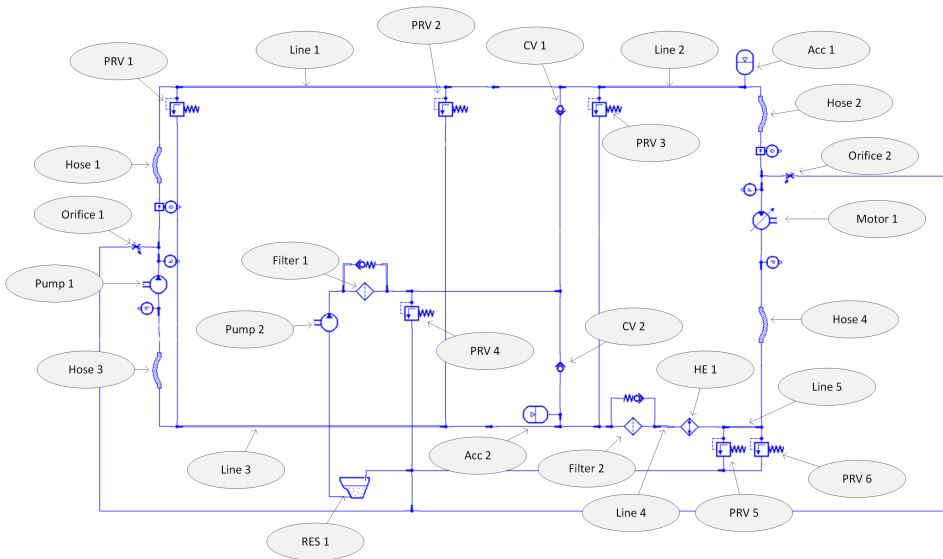 PRV 1
Line 1
PRV 2
CV 1
Line 2
Acc 1
Hose 2
PRV 3
Hose 1
Orifice 2
Orifice 1
Motor 1
Filter 1
Pump 1
Pump 2
CV 2
Hose 4
PRV 4
Hose 3
HE 1
Line 5
Line 3
Acc 2
Filter 2
PRV 6
Line 4
PRV 5
RES 1